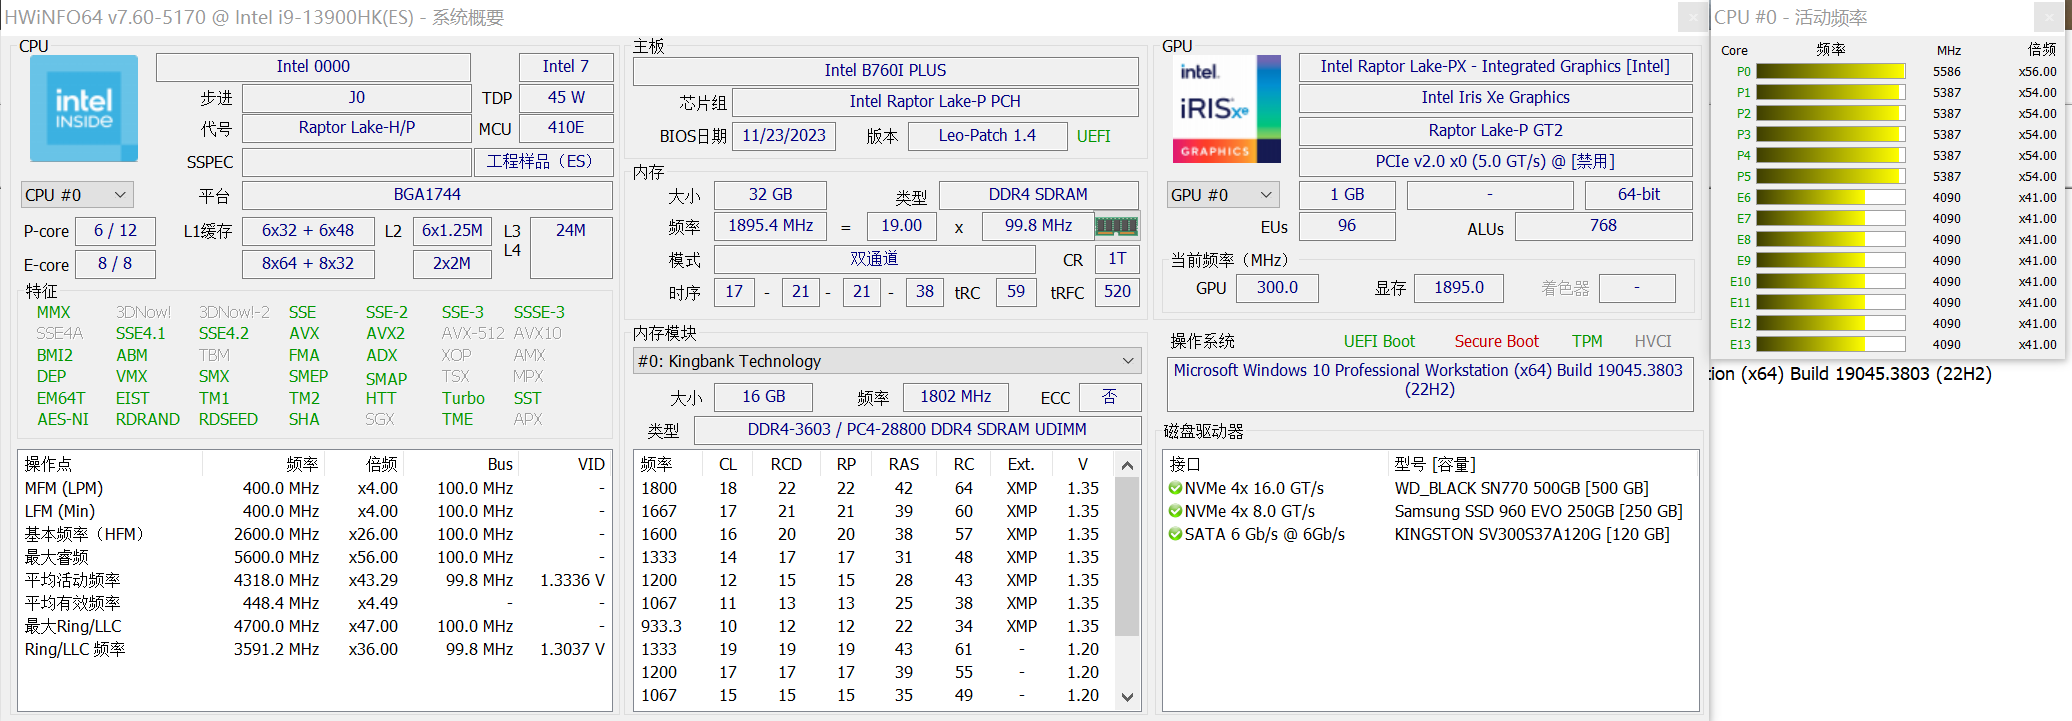 HWiNFO64 v7.60-5170 @ Intel i9-13900HK(ES) - 系统概要
CPU
intel
INSIDE
Intel 0000
Intel 7
步进
J0
TDP
45 W
代号
Raptor Lake-H/P
MCU
410E
SSPEC
工程样品（ES）
CPU #0
平台
BGA1744
P-core
6 / 12
L1缓存
6x32 + 6x48
L2
6x1.25M
L3
24M
E-core
8 / 8
8x64 + 8x32
2x2M
L4
特征
MMX 3DNow! 3DNow!-2 SSE SSE-2 SSE-3 SSSE-3
SSE4A SSE4.1 SSE4.2 AVX AVX2 AVX-512 AVX10
BMI2 ABM TBM FMA ADX XOP AMX
DEP VMX SMX SMEP SMAP TSX MPX
EM64T EIST TM1 TM2 HTT Turbo SST
AES-NI RDRAND RDSEED SHA SGX TME APX
操作点 频率 倍频 Bus VID
MFM (LPM) 400.0 MHz x4.00 100.0 MHz -
LFM (Min) 400.0 MHz x4.00 100.0 MHz -
基本频率（HFM） 2600.0 MHz x26.00 100.0 MHz -
最大睿频 5600.0 MHz x56.00 100.0 MHz -
平均活动频率 4318.0 MHz x43.29 99.8 MHz 1.3336 V
平均有效频率 448.4 MHz x4.49 - -
最大Ring/LLC 4700.0 MHz x47.00 100.0 MHz -
Ring/LLC 频率 3591.2 MHz x36.00 99.8 MHz 1.3037 V
主板
Intel B760I PLUS
芯片组
Intel Raptor Lake-P PCH
BIOS日期 11/23/2023 版本 Leo-Patch 1.4 UEFI
内存
大小 32 GB 类型 DDR4 SDRAM
频率 1895.4 MHz = 19.00 x 99.8 MHz
模式 双通道 CR 1T
时序 17 - 21 - 21 - 38 tRC 59 tRFC 520
内存模块
#0: Kingbank Technology
大小 16 GB 频率 1802 MHz ECC 否
类型 DDR4-3603 / PC4-28800 DDR4 SDRAM UDIMM
频率 CL RCD RP RAS RC Ext. V
1800 18 22 22 42 64 XMP 1.35
1667 17 21 21 39 60 XMP 1.35
1600 16 20 20 38 57 XMP 1.35
1333 14 17 17 31 48 XMP 1.35
1200 12 15 15 28 43 XMP 1.35
1067 11 13 13 25 38 XMP 1.35
933.3 10 12 12 22 34 XMP 1.35
1333 19 19 19 43 61 - 1.20
1200 17 17 17 39 55 - 1.20
1067 15 15 15 35 49 - 1.20
GPU
intel.
iRISxe
GRAPHICS
Intel Raptor Lake-PX - Integrated Graphics [Intel]
Intel Iris Xe Graphics
Raptor Lake-P GT2
PCIe v2.0 x0 (5.0 GT/s) @ [禁用]
GPU #0 1 GB - 64-bit
EUs 96 ALUs 768
当前频率（MHz）
GPU 300.0 显存 1895.0 着色器 -
操作系统 UEFI Boot Secure Boot TPM HVCI
Microsoft Windows 10 Professional Workstation (x64) Build 19045.3803
(22H2)
磁盘驱动器
接口 型号 [容量]
NVMe 4x 16.0 GT/s WD_BLACK SN770 500GB [500 GB]
NVMe 4x 8.0 GT/s Samsung SSD 960 EVO 250GB [250 GB]
SATA 6 Gb/s @ 6Gb/s KINGSTON SV300S37A120G [120 GB]
CPU #0 - 活动频率
Core 频率 MHz 倍频
P0 5586 x56.00
P1 5387 x54.00
P2 5387 x54.00
P3 5387 x54.00
P4 5387 x54.00
P5 5387 x54.00
E6 4090 x41.00
E7 4090 x41.00
E8 4090 x41.00
E9 4090 x41.00
E10 4090 x41.00
E11 4090 x41.00
E12 4090 x41.00
E13 4090 x41.00
tion (x64) Build 19045.3803 (22H2)